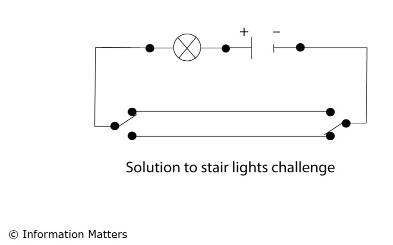 + −
Solution to stair lights challenge
© Information Matters